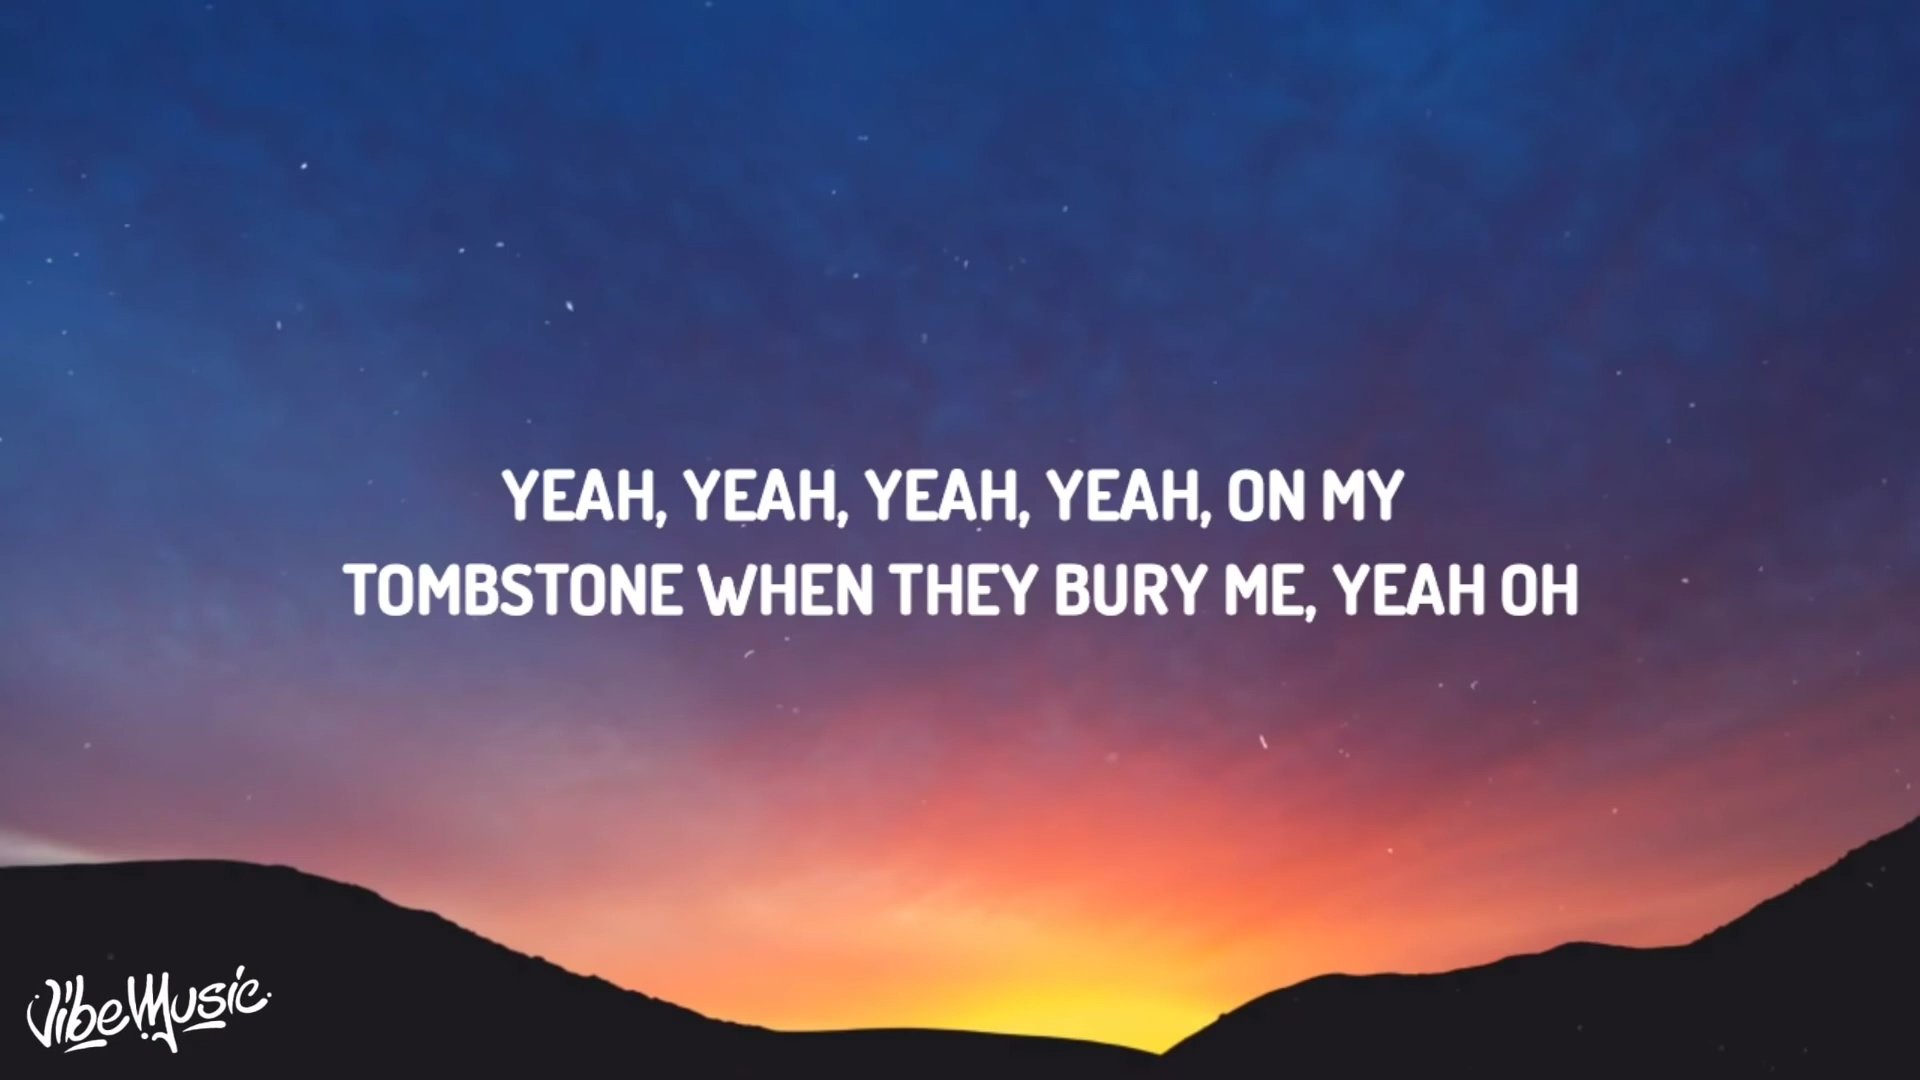 YEAH, YEAH, YEAH, YEAH, ON MY
TOMBSTONE WHEN THEY BURY ME, YEAH OH
VibeMusic